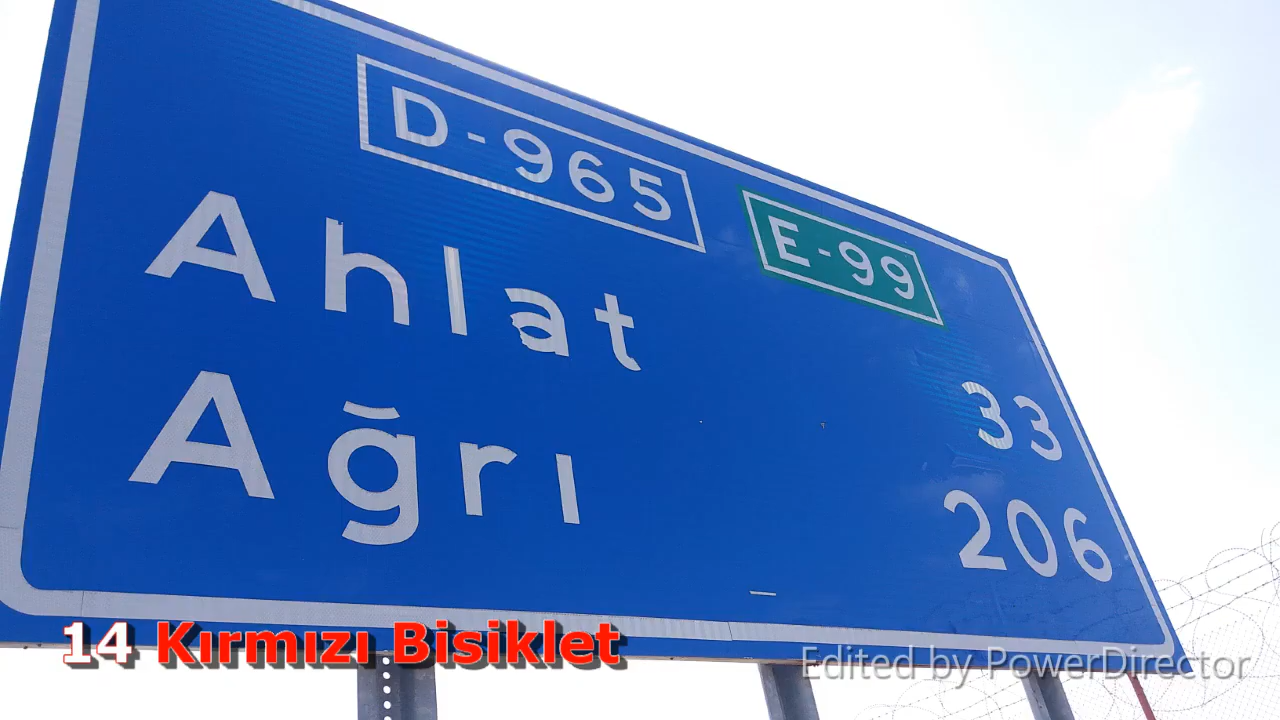 D-965 E-99
Ahlat 33
Ağrı 206
14 Kırmızı Bisiklet
Edited by PowerDirector